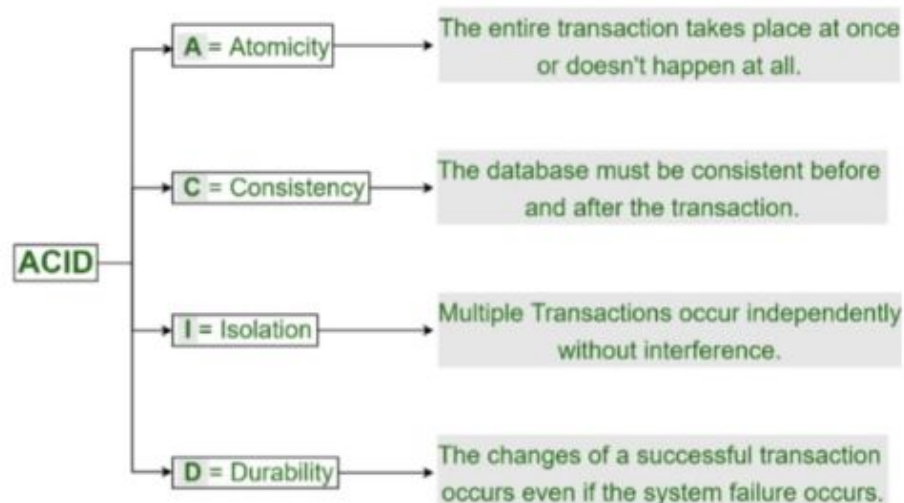 A = Atomicity
The entire transaction takes place at once
or doesn't happen at all.
C = Consistency
The database must be consistent before
and after the transaction.
ACID
I = Isolation
Multiple Transactions occur independently
without interference.
D = Durability
The changes of a successful transaction
occurs even if the system failure occurs.